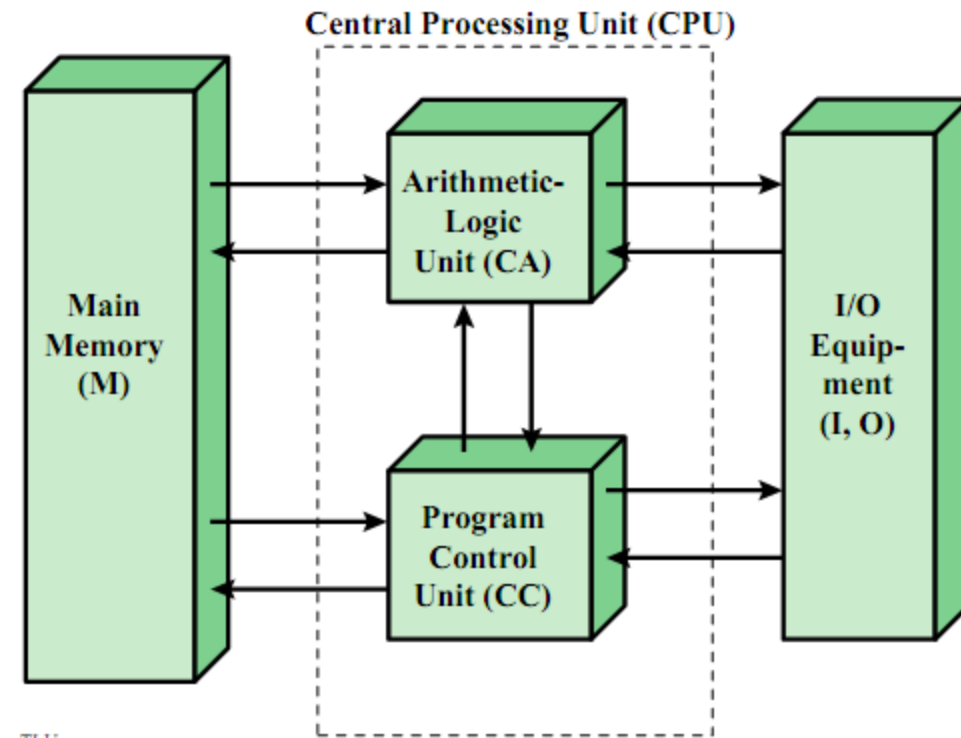 Central Processing Unit (CPU)
Arithmetic-
Logic
Unit (CA)
Main
Memory
(M)
I/O
Equip-
ment
(I, O)
Program
Control
Unit (CC)